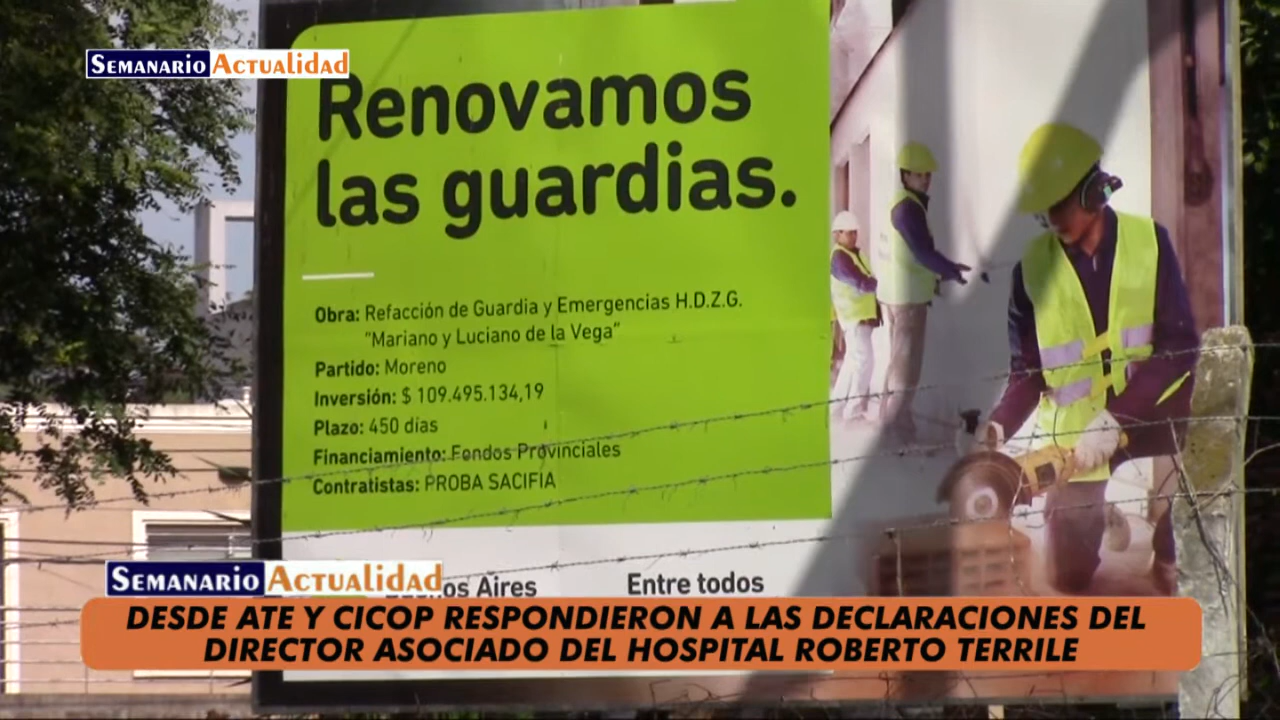 SEMANARIO ACTUALIDAD
Renovamos
las guardias.
Obra: Refacción de Guardia y Emergencias H.D.Z.G.
"Mariano y Luciano de la Vega"
Partido: Moreno
Inversión: $ 109.495.134,19
Plazo: 450 días
Financiamiento: Fondos Provinciales
Contratistas: PROBA SACIFIA
Aires
Entre todos
SEMANARIO ACTUALIDAD
DESDE ATE Y CICOP RESPONDIERON A LAS DECLARACIONES DEL
DIRECTOR ASOCIADO DEL HOSPITAL ROBERTO TERRILE